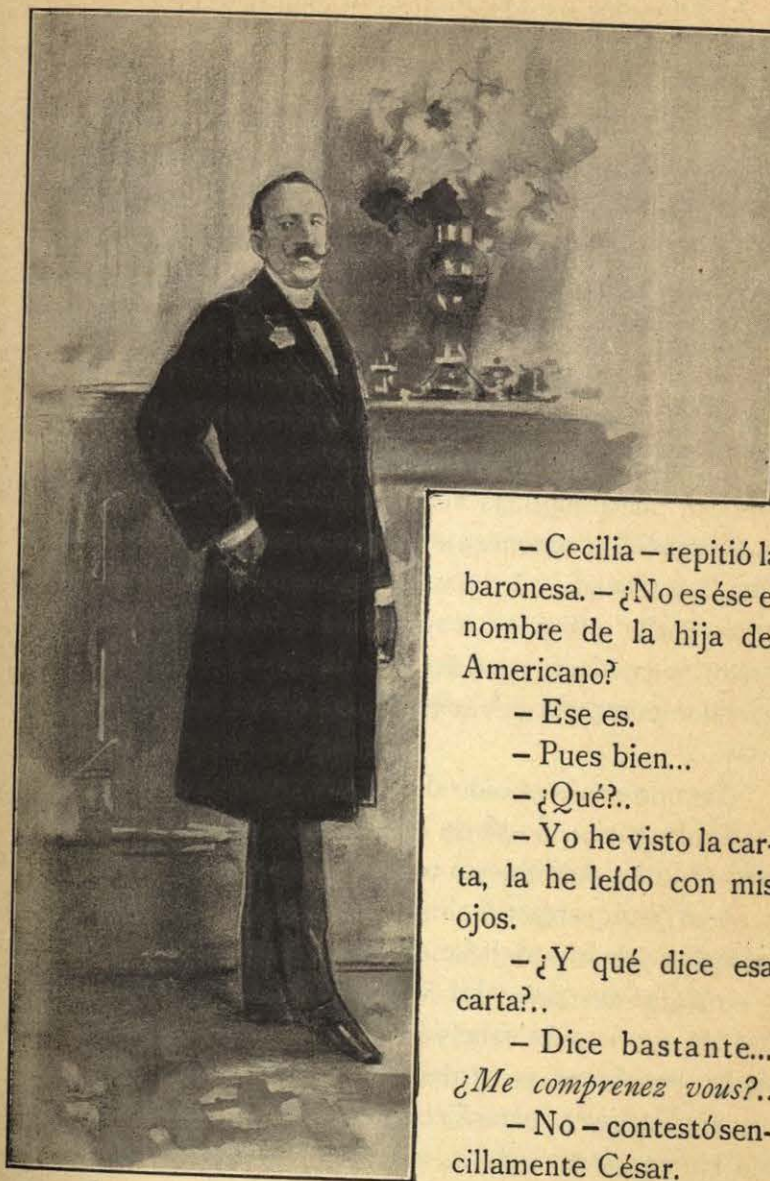 – Cecilia – repitió la
baronesa. – ¿No es ése e
nombre de la hija de
Americano?
– Ese es.
– Pues bien...
– ¿Qué?..
– Yo he visto la car-
ta, la he leído con mis
ojos.
– ¿Y qué dice esa
carta?..
– Dice bastante...
¿Me comprenez vous?..
– No – contestó sen-
cillamente César.